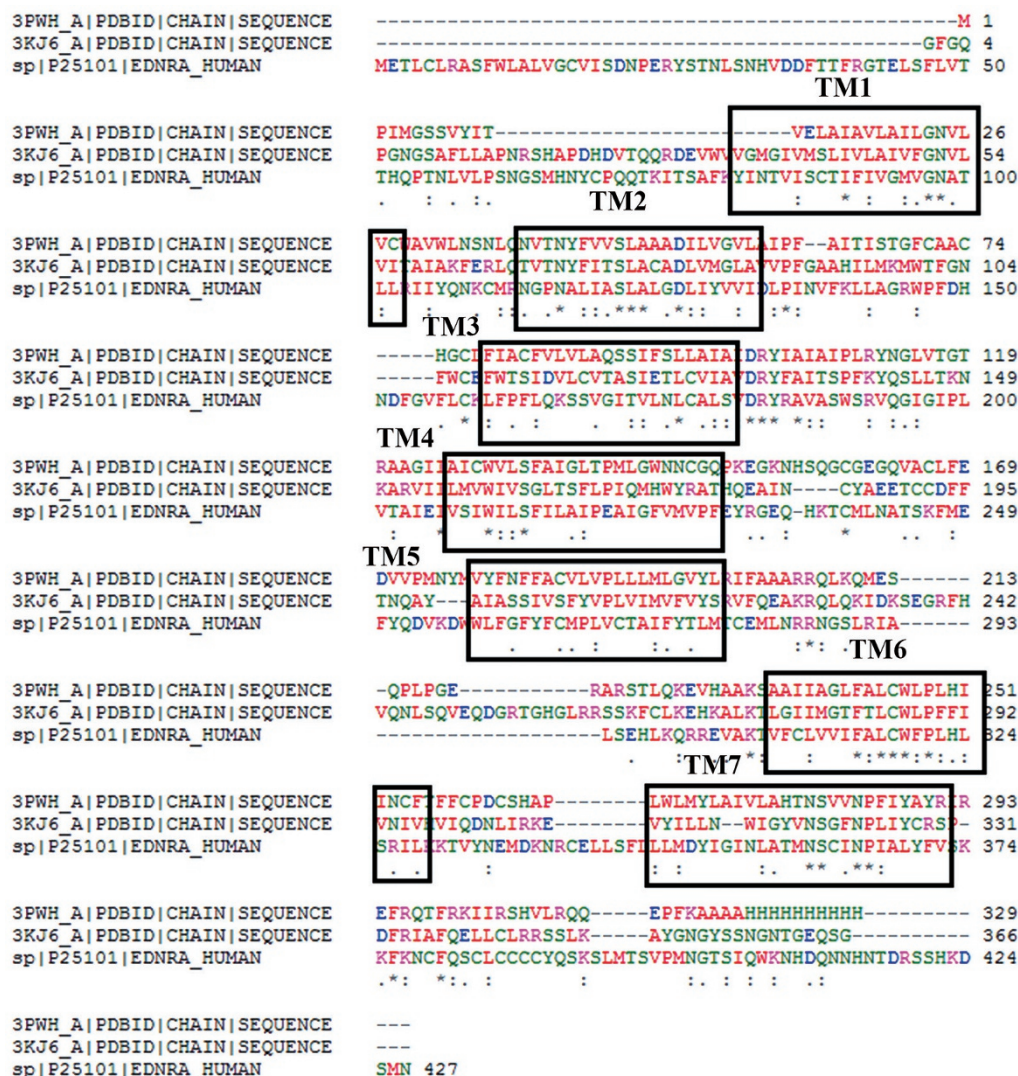 3PWH_A|PDBID|CHAIN|SEQUENCE -------------------------------------------------M 1
3KJ6_A|PDBID|CHAIN|SEQUENCE ----------------------------------------------GFGQ 4
sp|P25101|EDNRA_HUMAN METLCLRASFWLALVGCVISDNPERYSTNLSNHVDDFTTFRGTELSFLVT 50
TM1
3PWH_A|PDBID|CHAIN|SEQUENCE PIMGSSVYIT-------------------------VELAIAVLAILGNVL 26
3KJ6_A|PDBID|CHAIN|SEQUENCE PGNGSAFLLAPNRSHAPDHDVTQQRDEVWVVGMGIVMSLIVLAIVFGNVL 54
sp|P25101|EDNRA_HUMAN THQPTNLVLPSNGSMHNYCPQQTKITSAFKYINTVISCTIFIVGMVGNAT 100
. : : . : . : : .**.
TM2
3PWH_A|PDBID|CHAIN|SEQUENCE VCWAVWLNSNLQNVTNYFVVSLAAADILVGVLAIPF--AITISTGFCAAC 74
3KJ6_A|PDBID|CHAIN|SEQUENCE VITAIAKFERLQTVTNYFITSLACADLVMGLAVVPFGAAHILMKMWTFGN 104
sp|P25101|EDNRA_HUMAN LLRIIYQNKCMRNGPNALIASLALGDLIYVVIDLPINVFKLLAGRWPFDH 150
: : ::. * ::.*** .*:: : :*: : . :
TM3
3PWH_A|PDBID|CHAIN|SEQUENCE -----HGCLFIACFVLVLAQSSIFSLLAIAIDRYIAIAIPLRYNGLVTGT 119
3KJ6_A|PDBID|CHAIN|SEQUENCE -----FWCEFWTSIDVLCVTASIETLCVIAVDRYFAITSPFKYQSLLTKN 149
sp|P25101|EDNRA_HUMAN NDFGVFLCKLFPFLQKSSVGITVLNLCALSVDRYRAVASWSRVQGIGIPL 200
. * : . : . :: .* .:::*** *:: : :.:
TM4
3PWH_A|PDBID|CHAIN|SEQUENCE RAAGIIAICWVLSFAIGLTPMLGWNNCGQPKEGKNHSQGCGEGQVACLFE 169
3KJ6_A|PDBID|CHAIN|SEQUENCE KARVIILMVWIVSGLTSFLPIQMHWYRATHQEAIN----CYAEETCCDFF 195
sp|P25101|EDNRA_HUMAN VTAIEIVSIWILSFILAIPEAIGFVMVPFEYRGEQ-HKTCMLNATSKFME 249
: * *::* .: : .. : * . . :
TM5
3PWH_A|PDBID|CHAIN|SEQUENCE DVVPMNYMVYFNFFACVLVPLLLMLGVYLRIFAAARRQLKQMES------ 213
3KJ6_A|PDBID|CHAIN|SEQUENCE TNQAY---AIASSIVSFYVPLVIMVFVYSRVFQEAKRQLQKIDKSEGRFH 242
sp|P25101|EDNRA_HUMAN FYQDVKDWWLFGFYFCMPLVCTAIFYTLMTCEMLNRRNGSLRIA------ 293
. .. : : . . :*: .
TM6
3PWH_A|PDBID|CHAIN|SEQUENCE -QPLPGE-----------RARSTLQKEVHAAKSAAIIAGLFALCWLPLHI 251
3KJ6_A|PDBID|CHAIN|SEQUENCE VQNLSQVEQDGRTGHGLRRSSKFCLKEHKALKTLGIIMGTFTLCWLPFFI 292
sp|P25101|EDNRA_HUMAN -------------------LSEHLKQRREVAKTVFCLVVIFALCWFPLHL 324
. :. .. *: : *:***:*:.:
TM7
3PWH_A|PDBID|CHAIN|SEQUENCE INCFTFFCPDCSHAP--------LWLMYLAIVLAHTNSVVNPFIYAYRIR 293
3KJ6_A|PDBID|CHAIN|SEQUENCE VNIVHVIQDNLIRKE--------VYILLN--WIGYVNSGFNPLIYCRSP- 331
sp|P25101|EDNRA_HUMAN SRILKKTVYNEMDKNRCELLSFLLLMDYIGINLATMNSCINPIALYFVSK 374
. . : : : :. ** .**:
3PWH_A|PDBID|CHAIN|SEQUENCE EFRQTFRKIIRSHVLRQQ-----EPFKAAAAHHHHHHHHHH--------- 329
3KJ6_A|PDBID|CHAIN|SEQUENCE DFRIAFQELLCLRRSSLK-----AYGNGYSSNGNTGEQSG---------- 366
sp|P25101|EDNRA_HUMAN KFKNCFQSCLCCCCYQSKSLMTSVPMNGTSIQWKNHDQNNHNTDRSSHKD 424
.*: *:. : : :. : : .:
3PWH_A|PDBID|CHAIN|SEQUENCE ---
3KJ6_A|PDBID|CHAIN|SEQUENCE ---
sp|P25101|EDNRA_HUMAN SMN 427